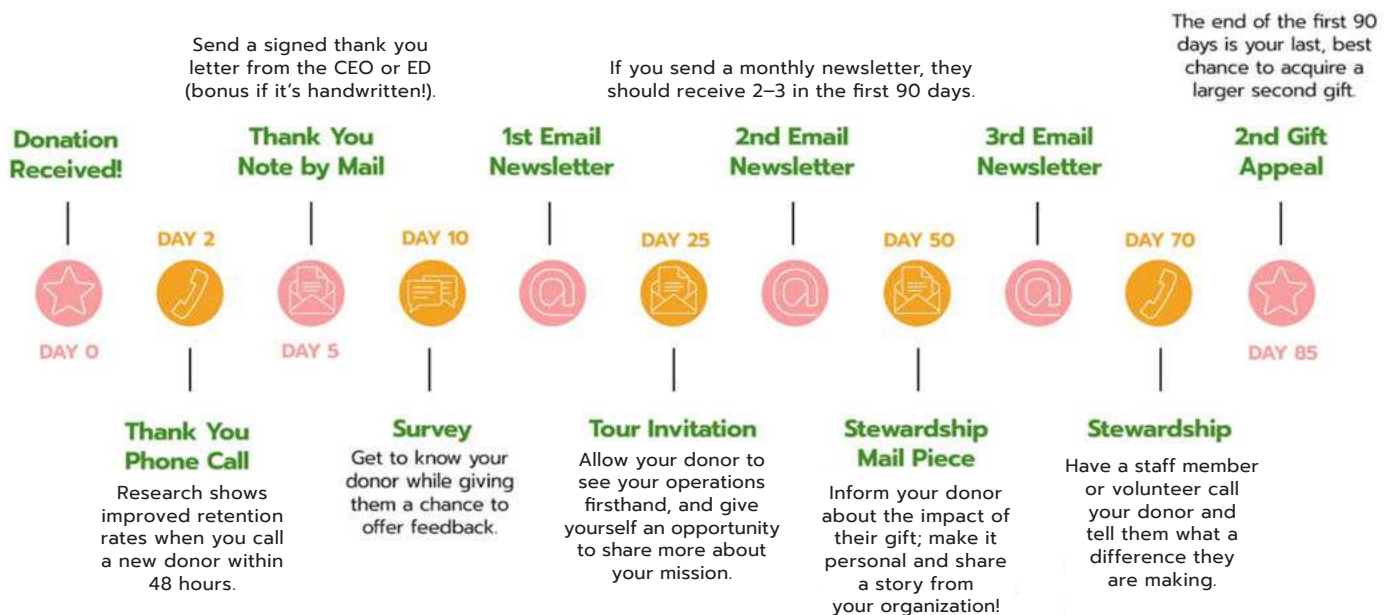 Send a signed thank you
letter from the CEO or ED
(bonus if it's handwritten!).
If you send a monthly newsletter, they
should receive 2–3 in the first 90 days.
The end of the first 90
days is your last, best
chance to acquire a
larger second gift.
Donation
Received!
Thank You
Note by Mail
1st Email
Newsletter
2nd Email
Newsletter
3rd Email
Newsletter
2nd Gift
Appeal
DAY 2
DAY 10
DAY 25
DAY 50
DAY 70
DAY 0
DAY 5
DAY 85
Thank You
Phone Call
Research shows
improved retention
rates when you call
a new donor within
48 hours.
Survey
Get to know your
donor while giving
them a chance to
offer feedback.
Tour Invitation
Allow your donor to
see your operations
firsthand, and give
yourself an opportunity
to share more about
your mission.
Stewardship
Mail Piece
Inform your donor
about the impact of
their gift; make it
personal and share
a story from
your organization!
Stewardship
Have a staff member
or volunteer call
your donor and
tell them what a
difference they
are making.